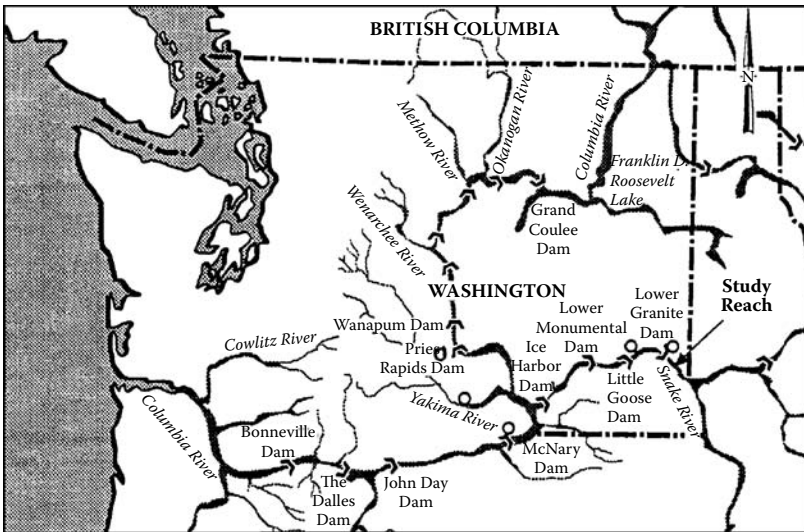 BRITISH COLUMBIA
N
Methow River
Okanogan River
Columbia River
Franklin D.
Roosevelt
Lake
Grand
Coulee
Dam
Wenarchee River
WASHINGTON
Study
Reach
Lower
Granite
Dam
Lower
Monumental
Dam
Wanapum Dam
Priest
Rapids Dam
Ice
Harbor
Dam
Little
Goose
Dam
Snake River
Cowlitz River
Yakima River
Columbia River
Bonneville
Dam
The
Dalles
Dam
John Day
Dam
McNary
Dam